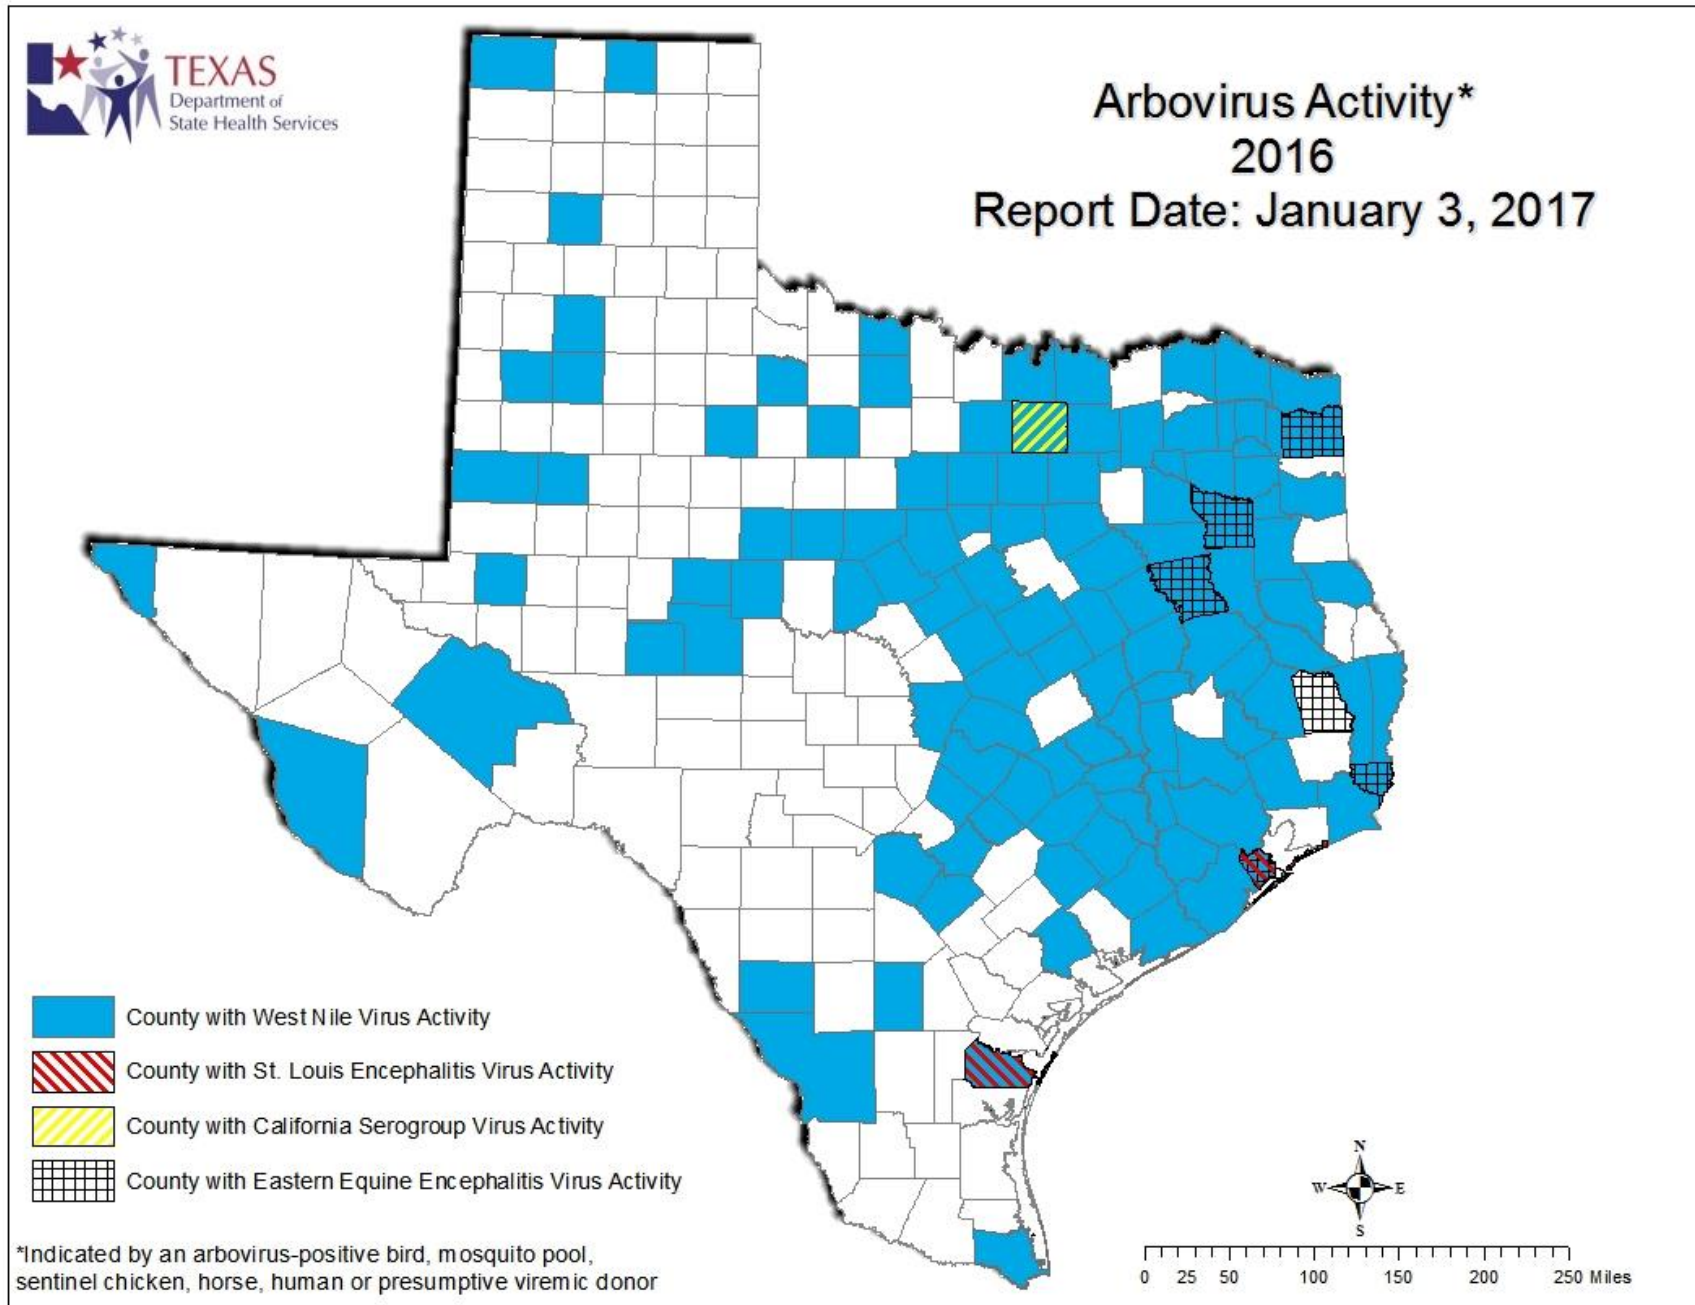 TEXAS
Department of
State Health Services
Arbovirus Activity*
2016
Report Date: January 3, 2017
County with West Nile Virus Activity
County with St. Louis Encephalitis Virus Activity
County with California Serogroup Virus Activity
County with Eastern Equine Encephalitis Virus Activity
*Indicated by an arbovirus-positive bird, mosquito pool,
sentinel chicken, horse, human or presumptive viremic donor
N
W E
S
0 25 50 100 150 200 250 Miles